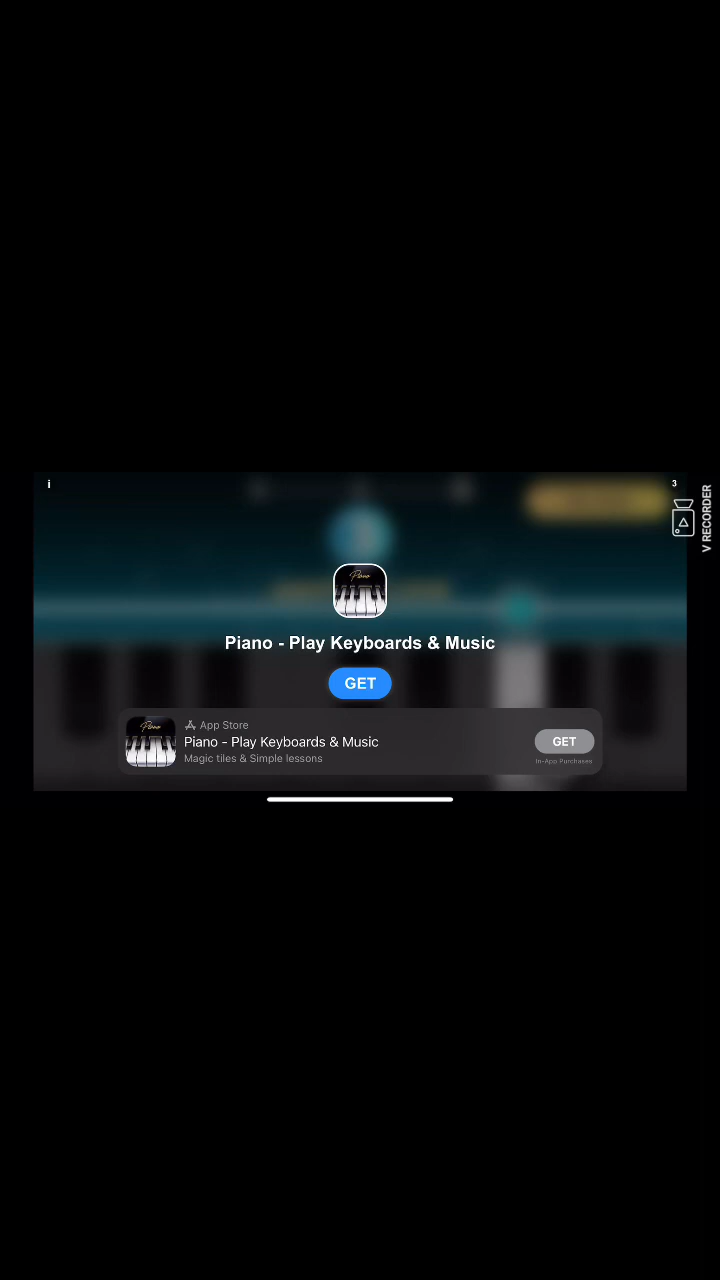 i
3
V RECORDER
Piano
Piano - Play Keyboards & Music
GET
Piano
App Store
Piano - Play Keyboards & Music
Magic tiles & Simple lessons
GET
In-App Purchases